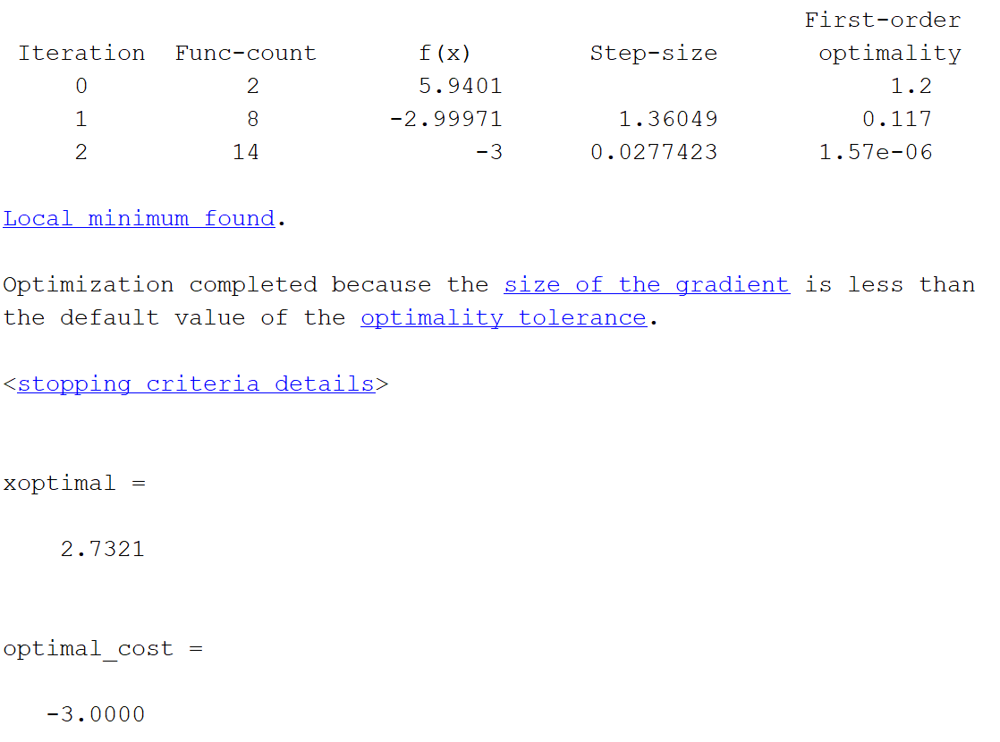 First-order
Iteration Func-count f(x) Step-size optimality
0 2 5.9401 1.2
1 8 -2.99971 1.36049 0.117
2 14 -3 0.0277423 1.57e-06
Local minimum found.
Optimization completed because the size of the gradient is less than
the default value of the optimality tolerance.
<stopping criteria details>
xoptimal =
2.7321
optimal_cost =
-3.0000